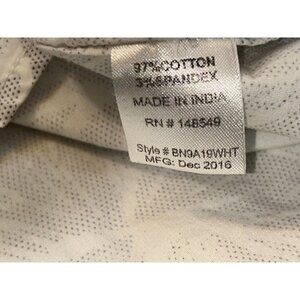 97%COTTON
3%SPANDEX
MADE IN INDIA
RN # 148549
Style # BN9A19WHT
MFG: Dec 2016